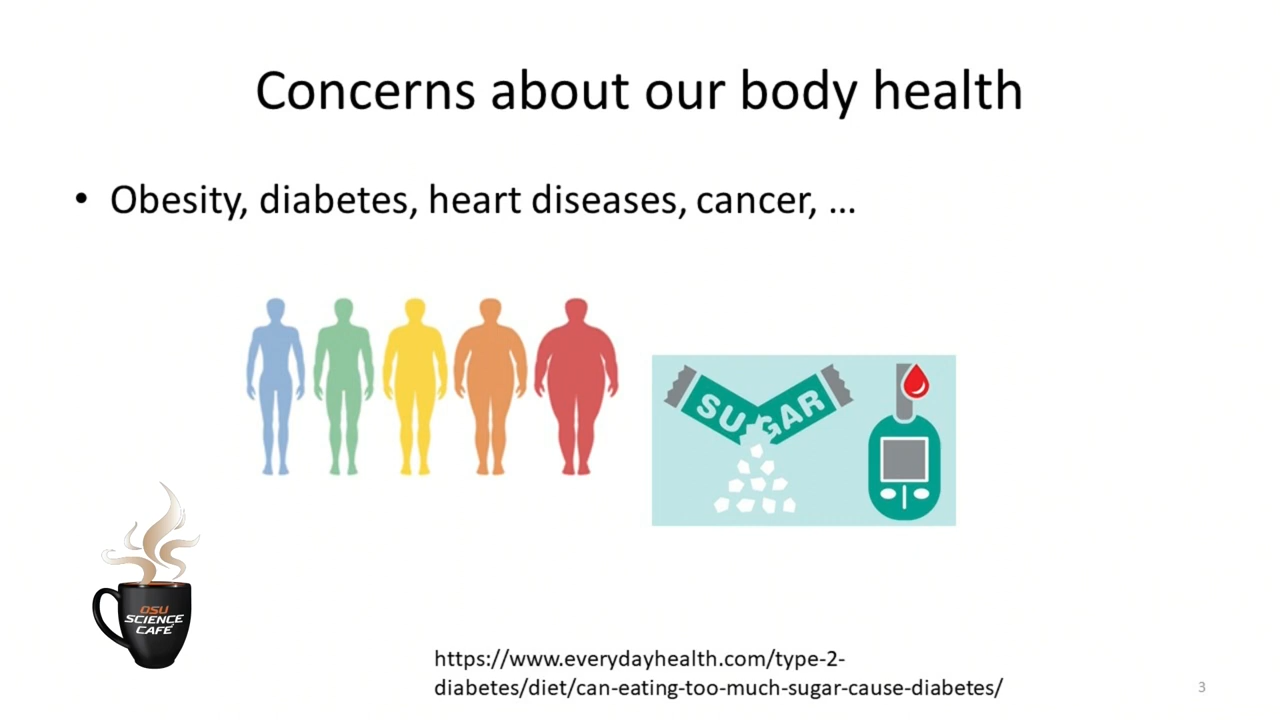 Concerns about our body health
• Obesity, diabetes, heart diseases, cancer, ...
SUGAR
OSU
SCIENCE
CAFÉ
https://www.everydayhealth.com/type-2-
diabetes/diet/can-eating-too-much-sugar-cause-diabetes/
3